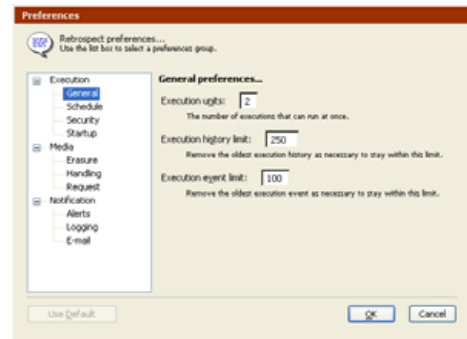 Preferences
Retrospect preferences...
Use the list box to select a preferences group.
Execution
General
Schedule
Security
Startup
Media
Erasure
Handling
Request
Notification
Alerts
Logging
E-mail
General preferences...
Execution units: 2
The number of executions that can run at once.
Execution history limit: 250
Remove the oldest execution history as necessary to stay within this limit.
Execution event limit: 100
Remove the oldest execution event as necessary to stay within this limit.
Use Default
OK
Cancel